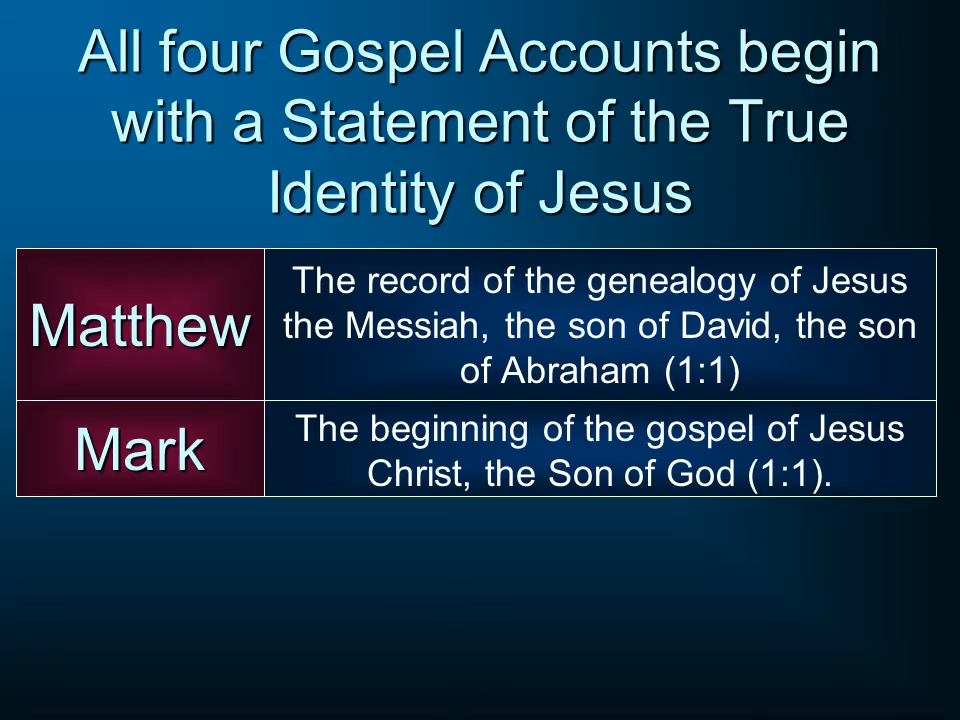 All four Gospel Accounts begin
with a Statement of the True
Identity of Jesus
Matthew
The record of the genealogy of Jesus
the Messiah, the son of David, the son
of Abraham (1:1)
Mark
The beginning of the gospel of Jesus
Christ, the Son of God (1:1).